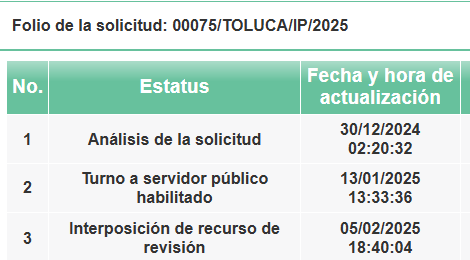 Folio de la solicitud: 00075/TOLUCA/IP/2025
No. Estatus Fecha y hora de
actualización
1 Análisis de la solicitud 30/12/2024
02:20:32
2 Turno a servidor público
habilitado 13/01/2025
13:33:36
3 Interposición de recurso de
revisión 05/02/2025
18:40:04